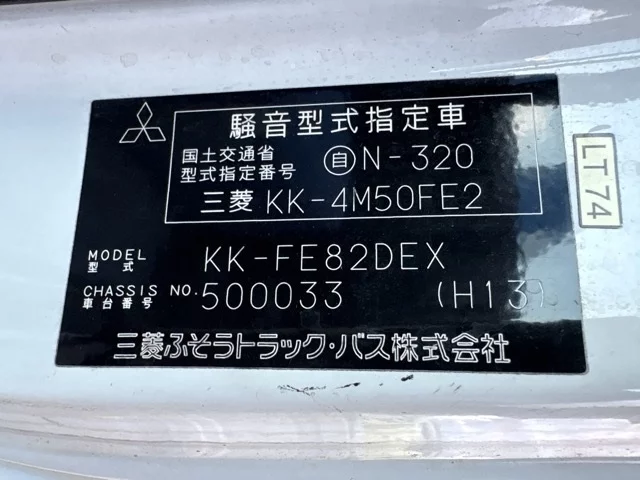 騒音型式指定車
国土交通省
型式指定番号 自N-320
三菱 KK-4M50FE2
MODEL
型式 KK-FE82DEX
CHASSIS NO.
車台番号 500033 (H13)
三菱ふそうトラック・バス株式会社
LT74